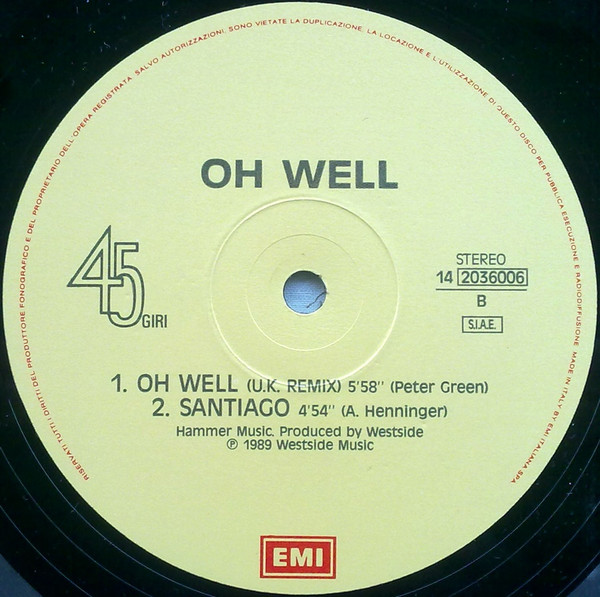 RISERVATI TUTTI I DIRITTI DEL PRODUTTORE FONOGRAFICO E DEL PROPRIETARIO DELL'OPERA REGISTRATA. SALVO AUTORIZZAZIONI, SONO VIETATE LA DUPLICAZIONE, LA LOCAZIONE E L'UTILIZZAZIONE DI QUESTO DISCO PER PUBBLICA ESECUZIONE E RADIODIFFUSIONE. MADE IN ITALY BY EMI ITALIANA SPA
OH WELL
45 GIRI
STEREO
14 2036006
B
S.I.A.E.
1. OH WELL (U.K. REMIX) 5'58" (Peter Green)
2. SANTIAGO 4'54" (A. Henninger)
Hammer Music. Produced by Westside
℗ 1989 Westside Music
EMI